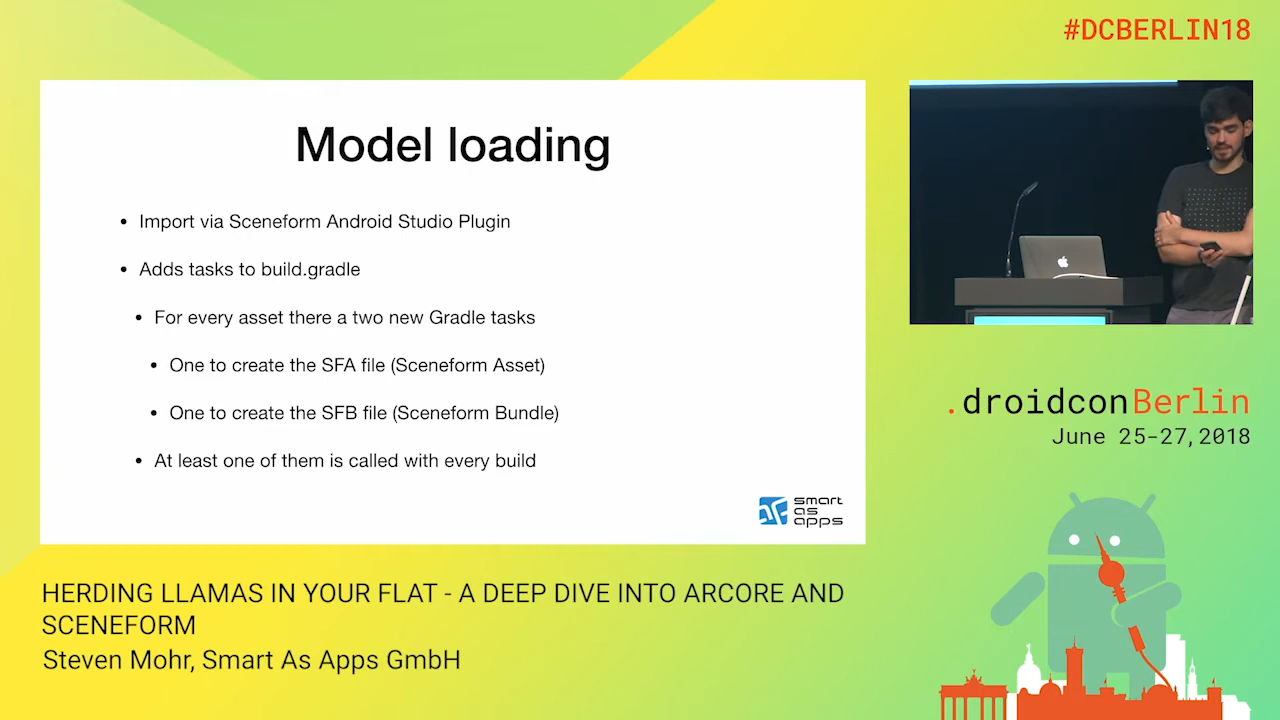 #DCBERLIN18
Model loading
• Import via Sceneform Android Studio Plugin
• Adds tasks to build.gradle
• For every asset there a two new Gradle tasks
• One to create the SFA file (Sceneform Asset)
• One to create the SFB file (Sceneform Bundle)
• At least one of them is called with every build
smart
as
apps
.droidconBerlin
June 25-27, 2018
HERDING LLAMAS IN YOUR FLAT - A DEEP DIVE INTO ARCORE AND
SCENEFORM
Steven Mohr, Smart As Apps GmbH